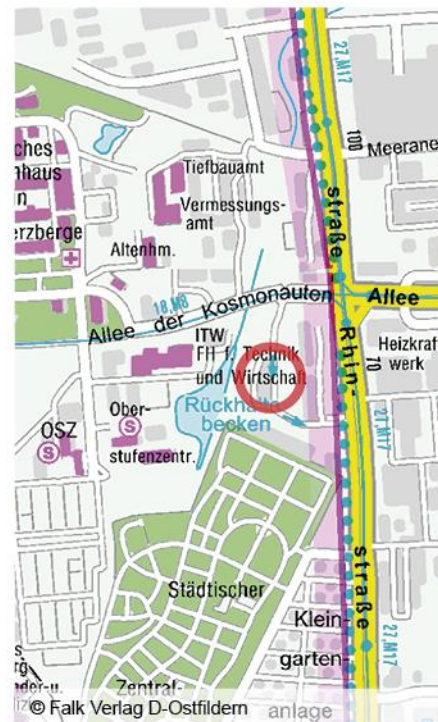 27,M17
100
Meerane
ches
nhaus
n
erzberge
Tiefbauamt
Vermessungs-
amt
Altenhm.
straße
18,M8
Allee der Kosmonauten
Allee
ITW
FH f. Technik
und Wirtschaft
Rhin-
70
Heizkraft
werk
Rückhalte-
becken
27,M17
OSZ
Ober-
stufenzentr.
S
S
Städtischer
straße
Klein-
garten-
27,M17
Zentral-
anlage
© Falk Verlag D-Ostfildern